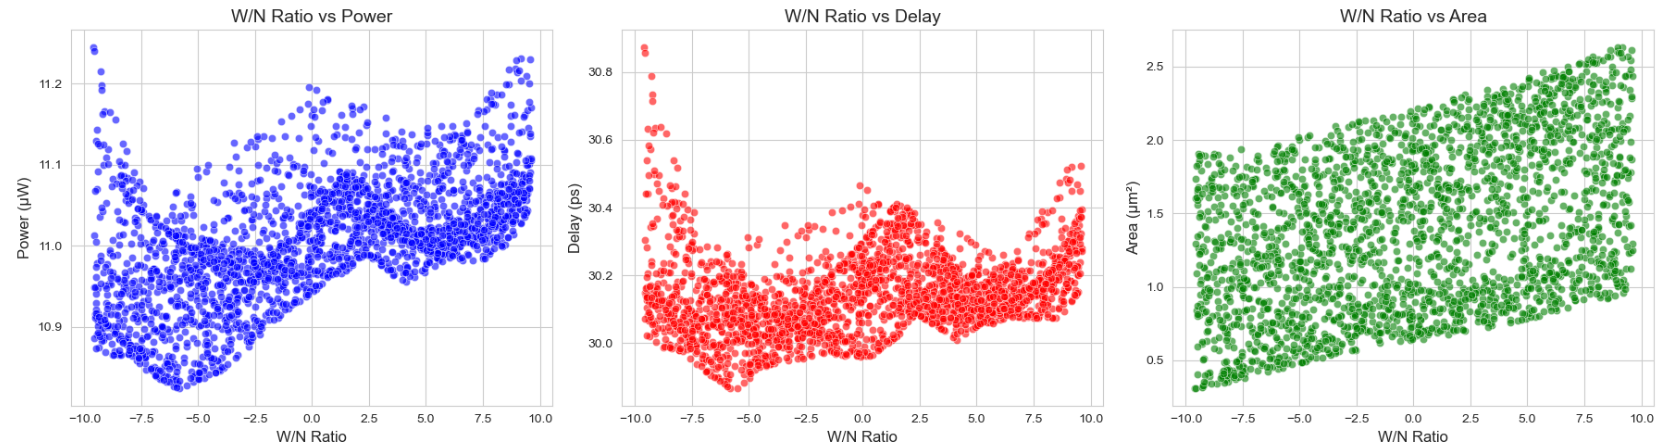 W/N Ratio vs Power
Power (μW)
11.2
11.1
11.0
10.9
−10.0 −7.5 −5.0 −2.5 0.0 2.5 5.0 7.5 10.0
W/N Ratio
W/N Ratio vs Delay
Delay (ps)
30.8
30.6
30.4
30.2
30.0
−10.0 −7.5 −5.0 −2.5 0.0 2.5 5.0 7.5 10.0
W/N Ratio
W/N Ratio vs Area
Area (μm²)
2.5
2.0
1.5
1.0
0.5
−10.0 −7.5 −5.0 −2.5 0.0 2.5 5.0 7.5 10.0
W/N Ratio